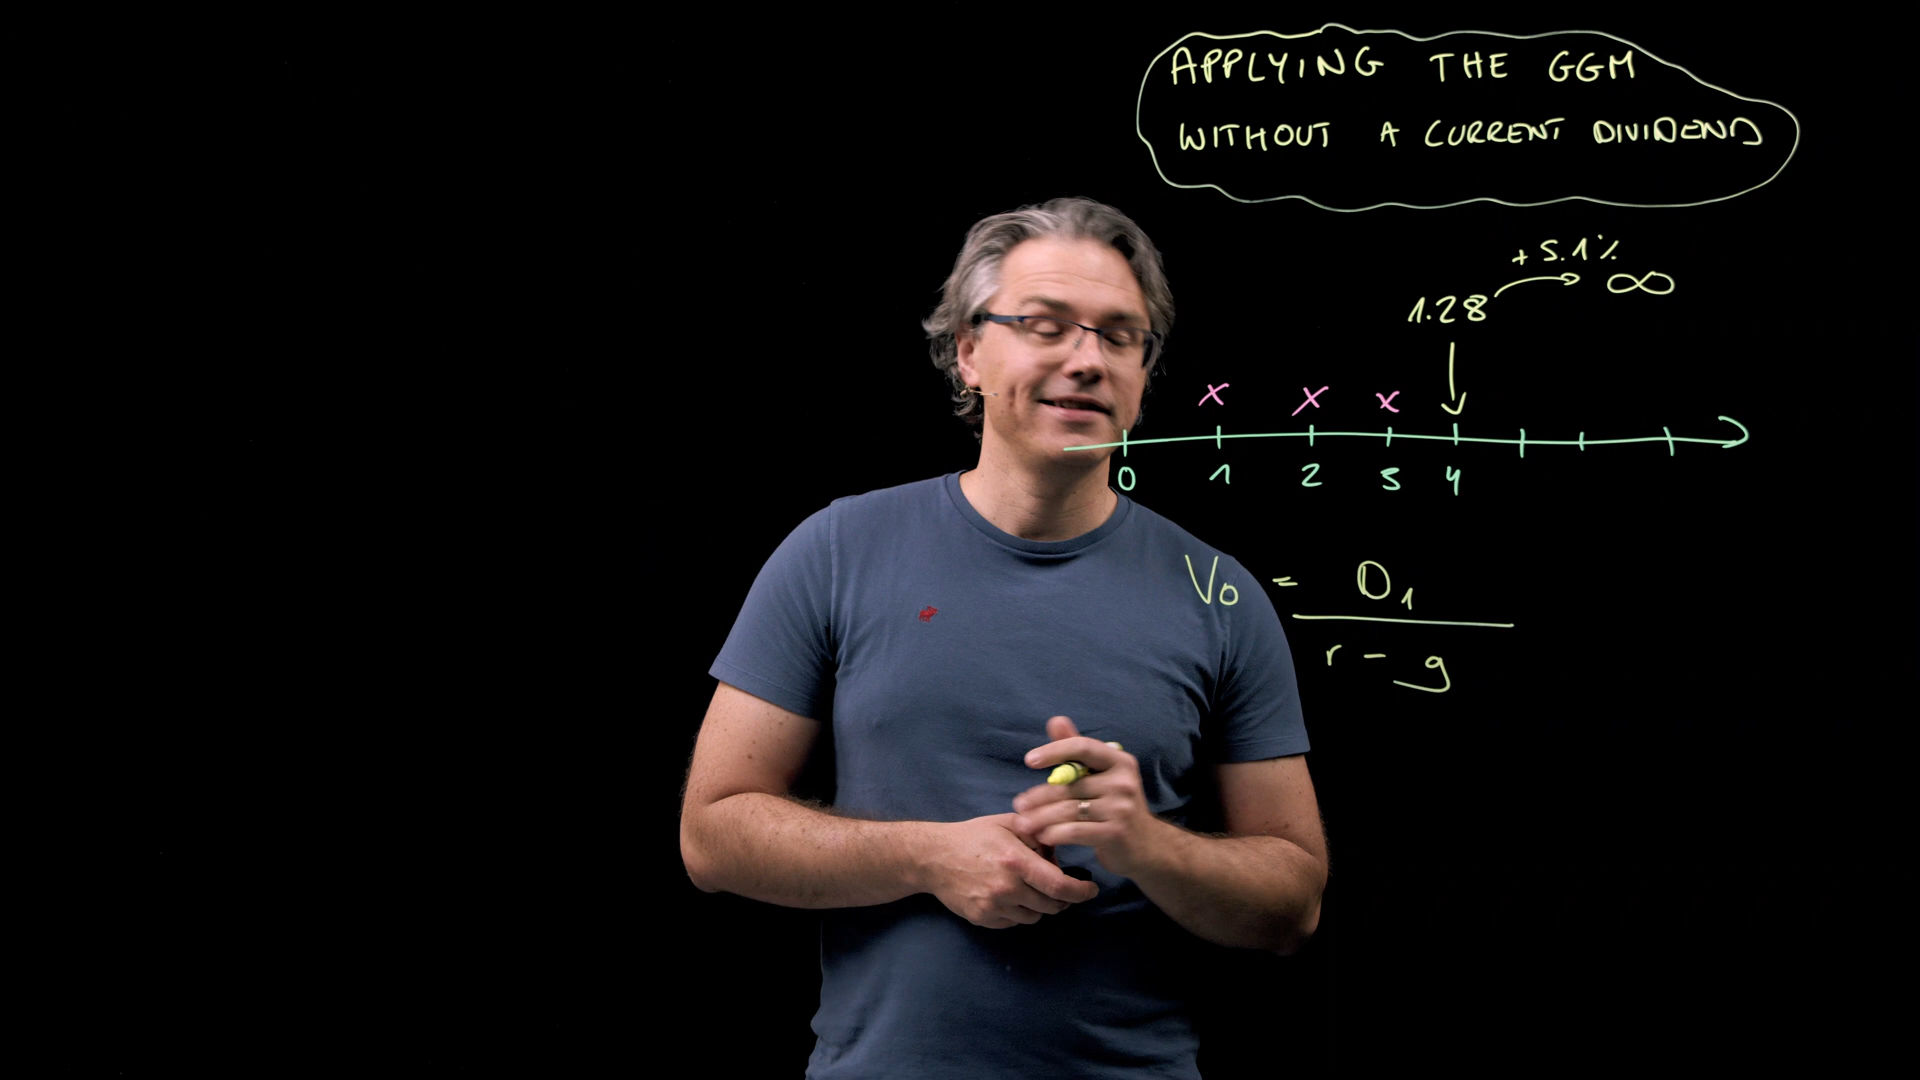 APPLYING THE GGM
WITHOUT A CURRENT DIVIDEND
+ 5.1%
1.28 ∞
x x x
0 1 2 3 4
V0 = D1
r - g